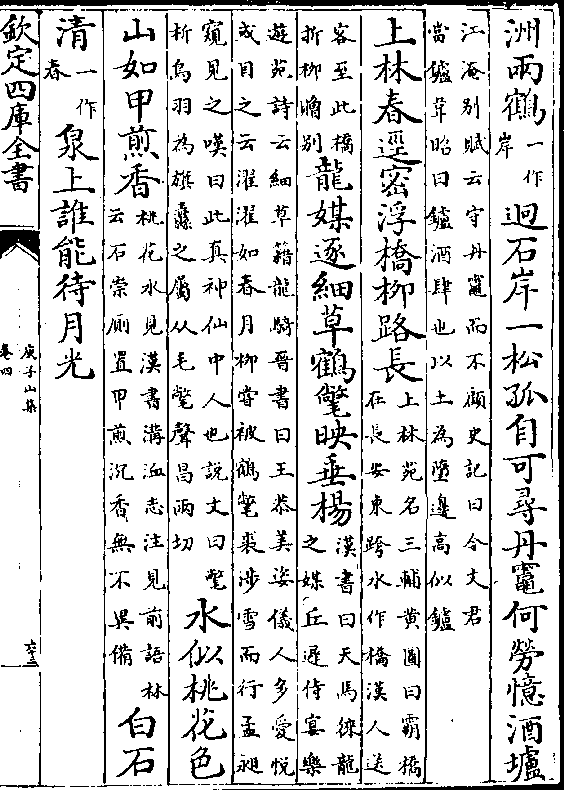 洲兩鶴一作岸迥石岸一松孤自可尋丹竈何勞憶酒壚
江淹别賦云守丹竈而不顧史記曰令文君
當壚韋昭曰鑪酒肆也以土為墮邉高似鑪
上林春逕密浮橋柳路長上林苑名三輔黄圖曰霸橋
在長安東跨水作橋漢人送
客至此橋
折柳贈别龍媒逐細草鶴氅映垂楊漢書曰天馬徠龍
之媒丘遲侍宴樂
遊苑詩云細草籍龍騎晉書曰王恭美姿儀人多愛悦
或目之云濯濯如春月柳甞被鶴氅裘涉雪而行孟昶
窺見之嘆曰此真神仙中人也說文曰氅
析鳥羽為旗纛之屬从毛敞聲昌兩切水似桃花色
山如甲煎香桃花水見漢書溝洫志注見前語林
云石崇厠置甲煎沉香無不畢備白石
清一作春泉上誰能待月光
欽定四庫全書
庾子山集
卷四
六十三